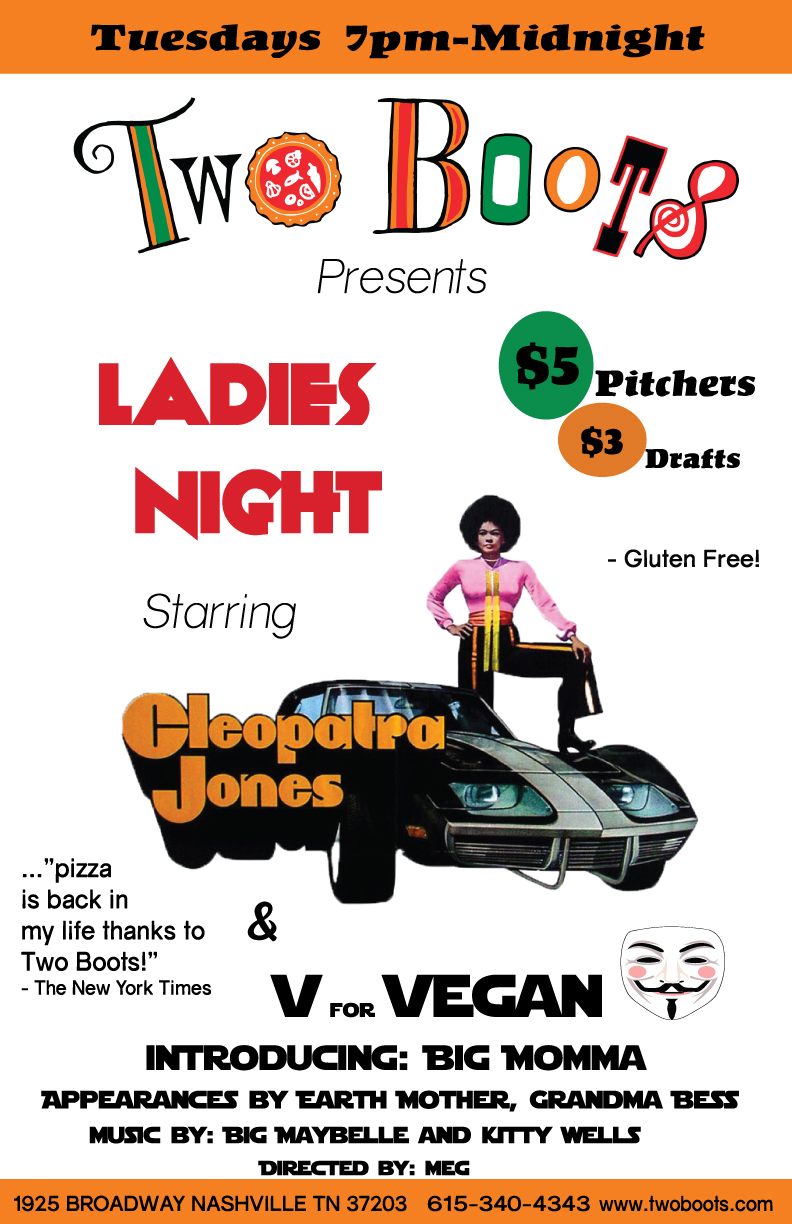 Tuesdays 7pm-Midnight
Two Boots
Presents
LADIES
NIGHT
$5 Pitchers
$3 Drafts
- Gluten Free!
Starring
Cleopatra
Jones
..."pizza
is back in
my life thanks to
Two Boots!"
- The New York Times
&
V FOR VEGAN
INTRODUCING: BIG MOMMA
APPEARANCES BY EARTH MOTHER, GRANDMA BESS
MUSIC BY: BIG MAYBELLE AND KITTY WELLS
DIRECTED BY: MEG
1925 BROADWAY NASHVILLE TN 37203 615-340-4343 www.twoboots.com